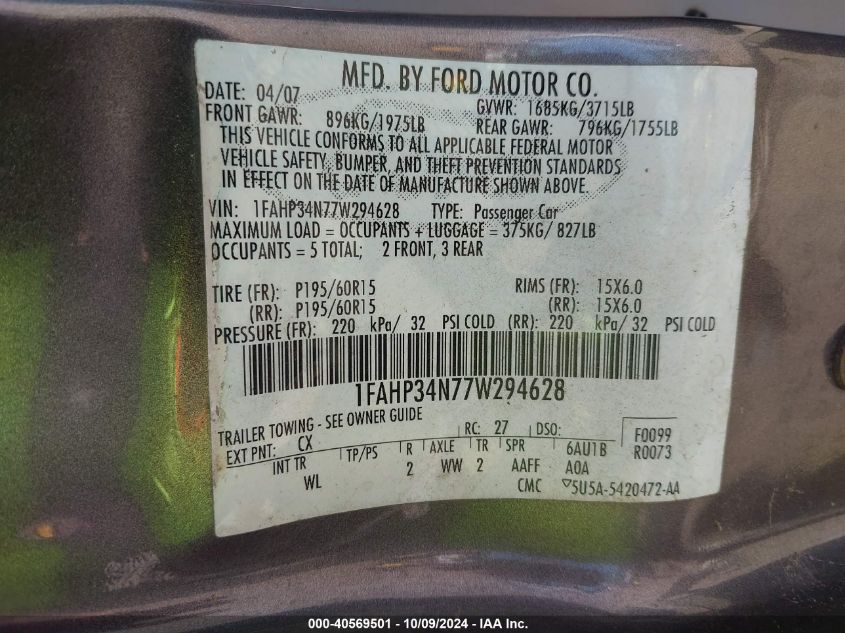 MFD. BY FORD MOTOR CO.
DATE: 04/07
GVWR: 1685KG/3715LB
FRONT GAWR: 896KG/1975LB
REAR GAWR: 796KG/1755LB
THIS VEHICLE CONFORMS TO ALL APPLICABLE FEDERAL MOTOR
VEHICLE SAFETY, BUMPER, AND THEFT PREVENTION STANDARDS
IN EFFECT ON THE DATE OF MANUFACTURE SHOWN ABOVE.
VIN: 1FAHP34N77W294628 TYPE: Passenger Car
MAXIMUM LOAD = OCCUPANTS + LUGGAGE = 375KG/ 827LB
OCCUPANTS = 5 TOTAL; 2 FRONT, 3 REAR
TIRE (FR): P195/60R15 RIMS (FR): 15X6.0
(RR): P195/60R15 (RR): 15X6.0
PRESSURE (FR): 220 kPa/ 32 PSI COLD (RR): 220 kPa/ 32 PSI COLD
1FAHP34N77W294628
TRAILER TOWING - SEE OWNER GUIDE
EXT PNT: CX RC: 27 DSO:
F0099
R0073
INT TR TP/PS R AXLE TR SPR 6AU1B
WL 2 WW 2 AAFF A0A
CMC 5U5A-5420472-AA
000-40569501 - 10/09/2024 - Copyright © 2024 IAA, Inc. All Rights Reserved.